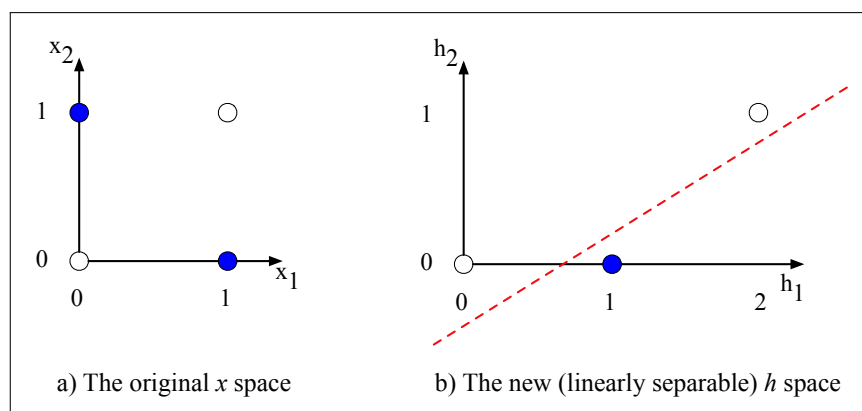 x2
1
0
0
1
x1
a) The original x space
h2
1
0
0
1
2
h1
b) The new (linearly separable) h space